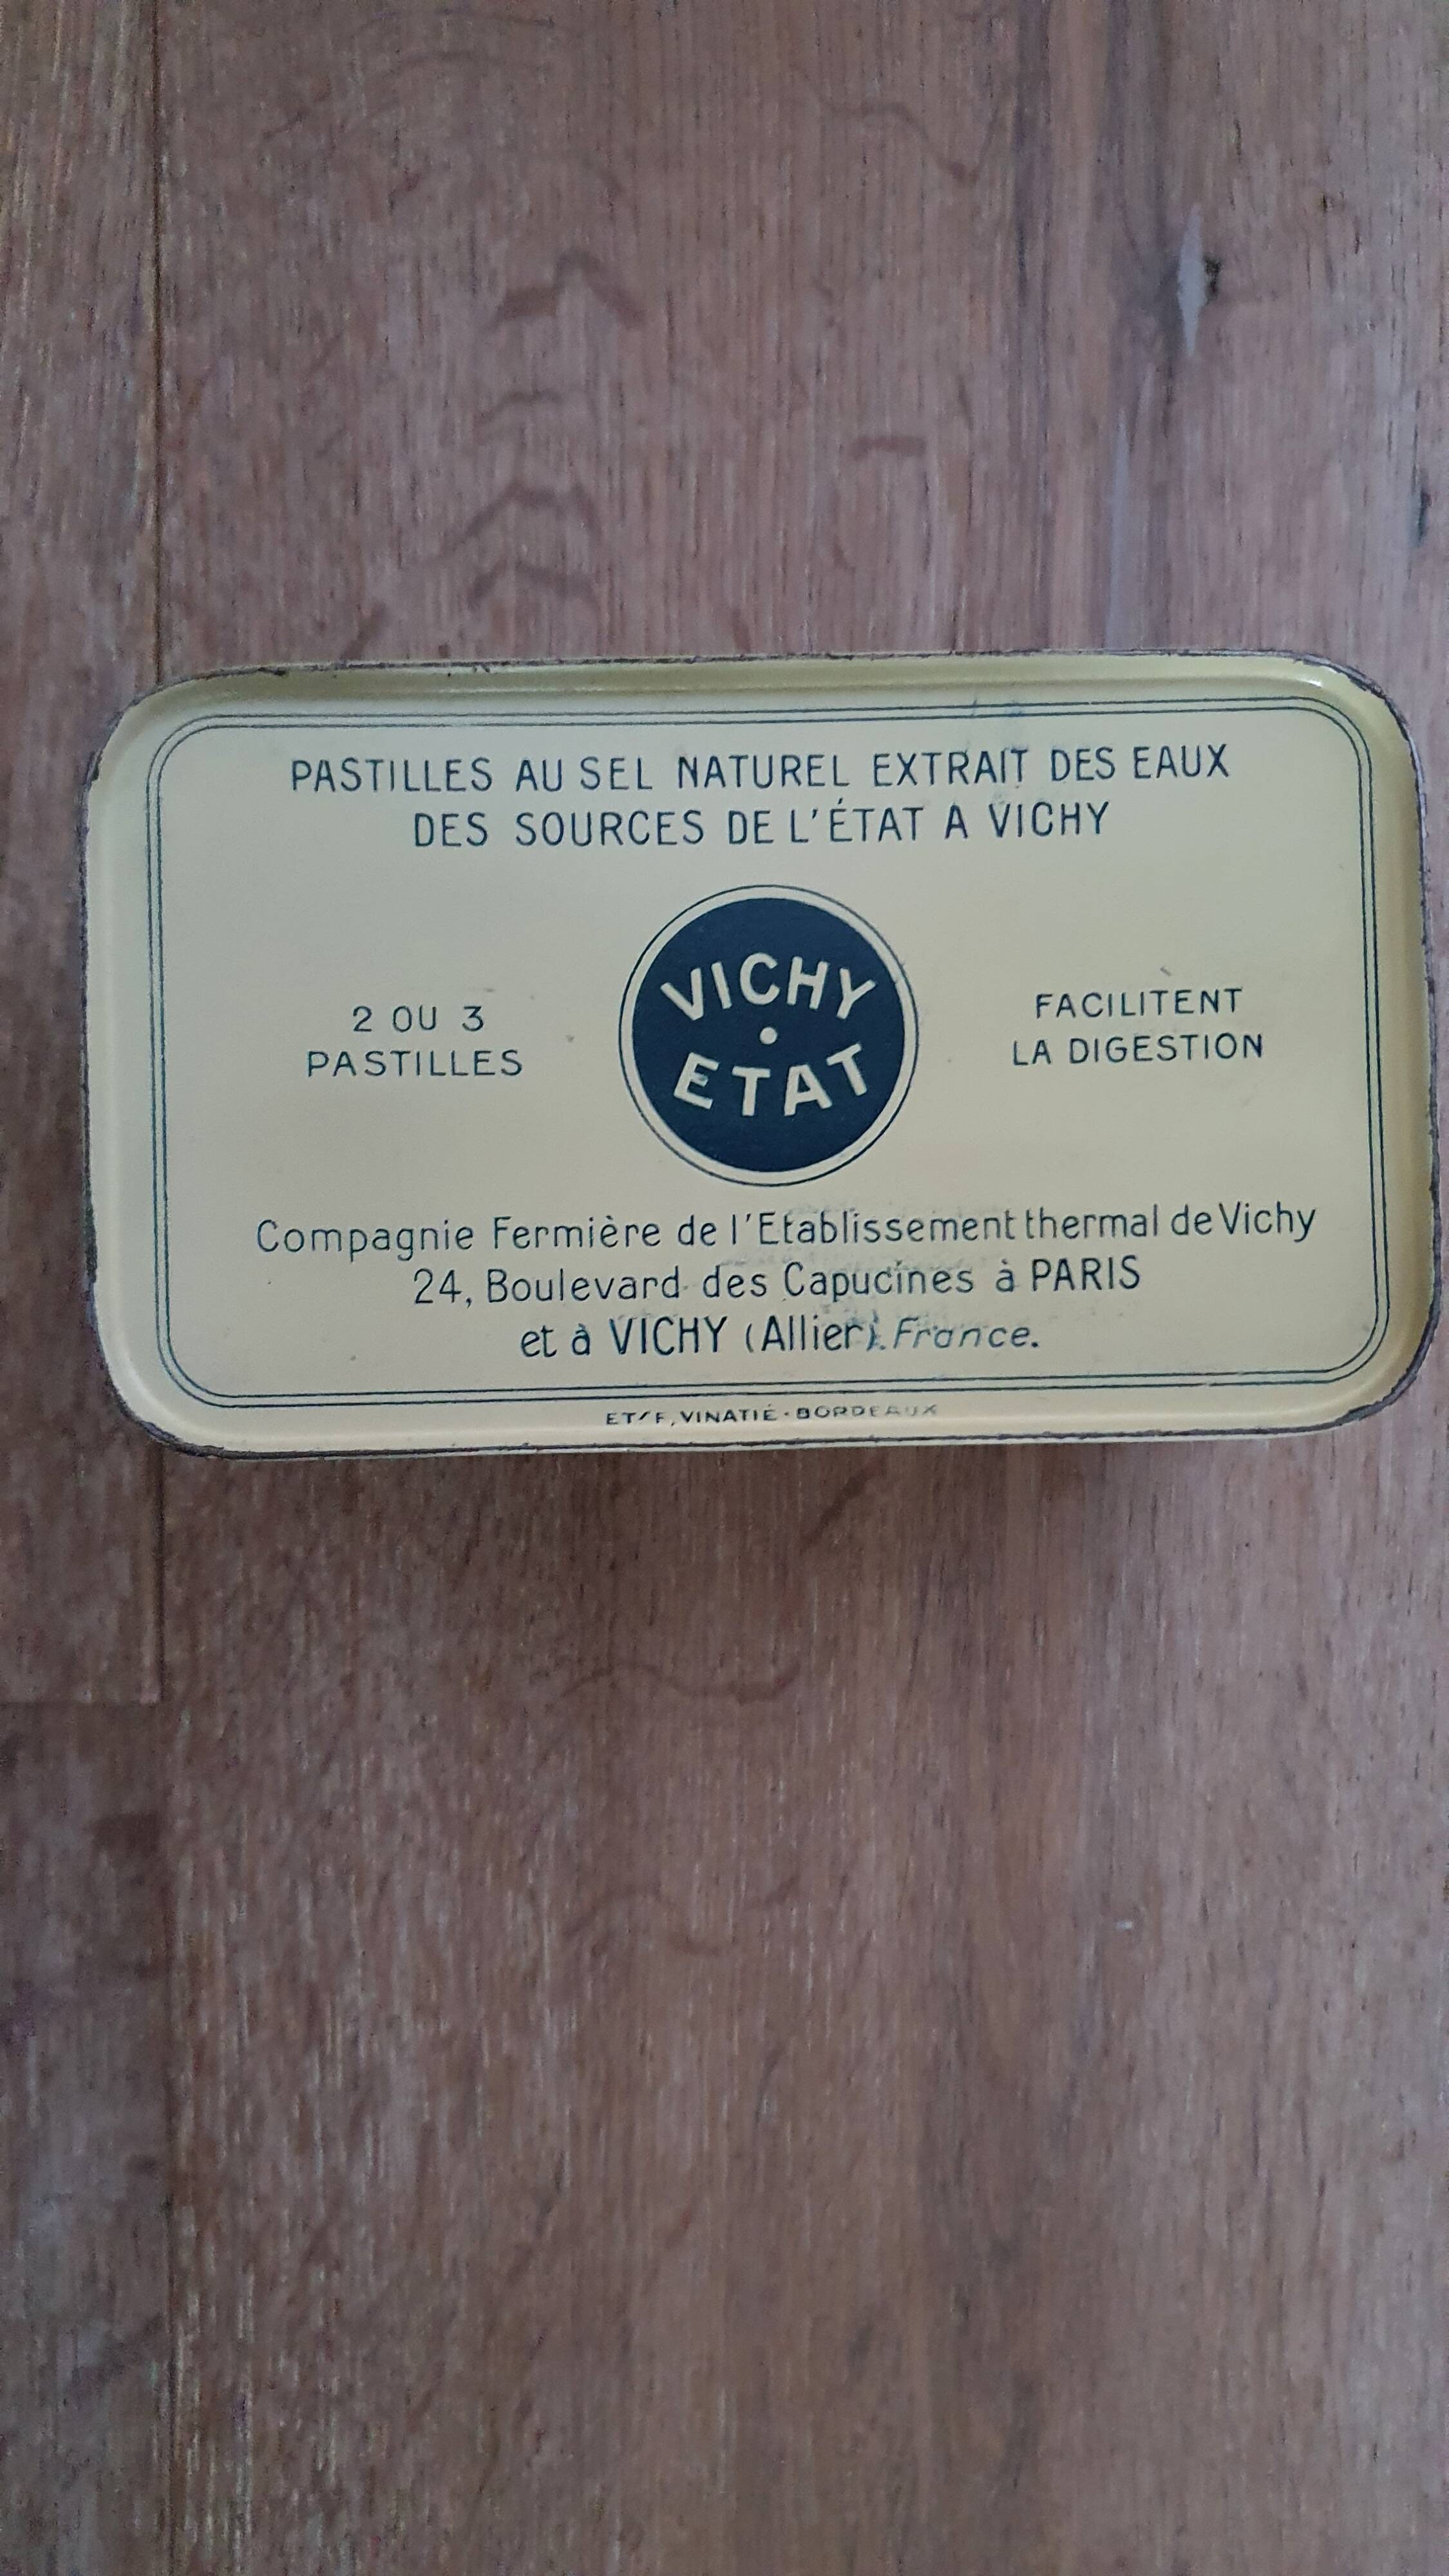 PASTILLES AU SEL NATUREL EXTRAIT DES EAUX
DES SOURCES DE L'ÉTAT A VICHY
2 OU 3
PASTILLES
VICHY
•
ETAT
FACILITENT
LA DIGESTION
Compagnie Fermière de l'Etablissement thermal de Vichy
24, Boulevard des Capucines à PARIS
et à VICHY (Allier). France.
ETS F, VINATIÉ - BORDEAUX